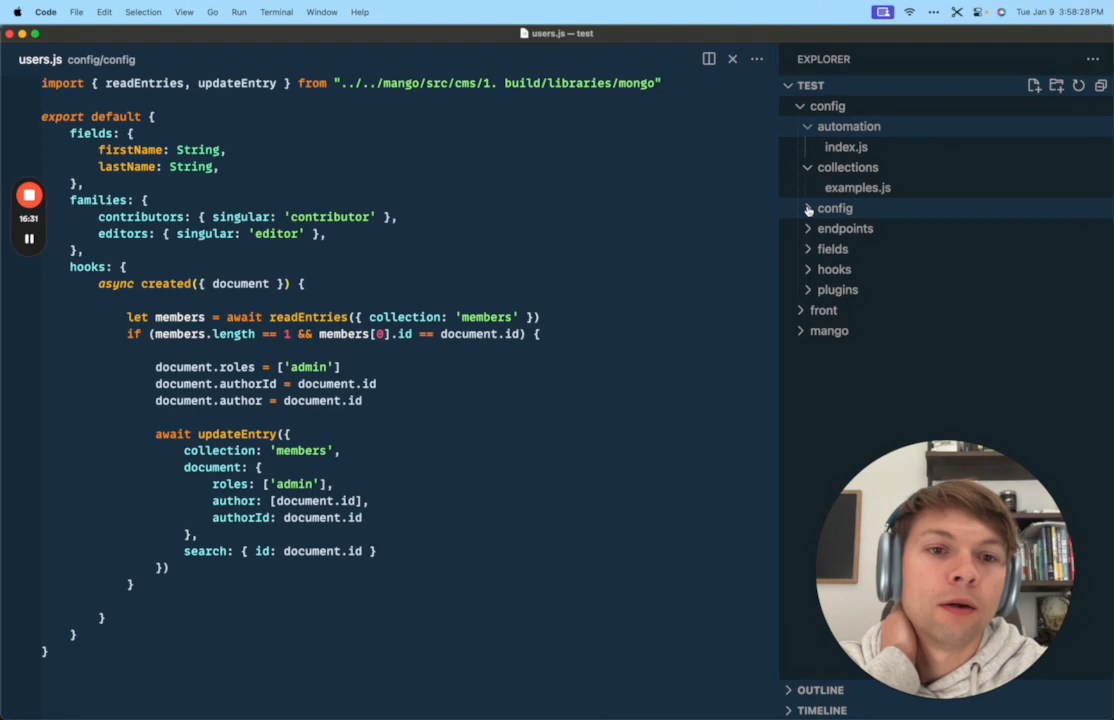 Code File Edit Selection View Go Run Terminal Window Help
Tue Jan 9 3:58:28 PM
users.js — test
users.js config/config
import { readEntries, updateEntry } from "../../mango/src/cms/1. build/libraries/mongo"
export default {
fields: {
firstName: String,
lastName: String,
},
families: {
contributors: { singular: 'contributor' },
editors: { singular: 'editor' },
},
hooks: {
async created({ document }) {
let members = await readEntries({ collection: 'members' })
if (members.length == 1 && members[0].id == document.id) {
document.roles = ['admin']
document.authorId = document.id
document.author = document.id
await updateEntry({
collection: 'members',
document: {
roles: ['admin'],
author: [document.id],
authorId: document.id
},
search: { id: document.id }
})
}
}
}
}
16:31
EXPLORER
TEST
config
automation
index.js
collections
examples.js
config
endpoints
fields
hooks
plugins
front
mango
OUTLINE
TIMELINE